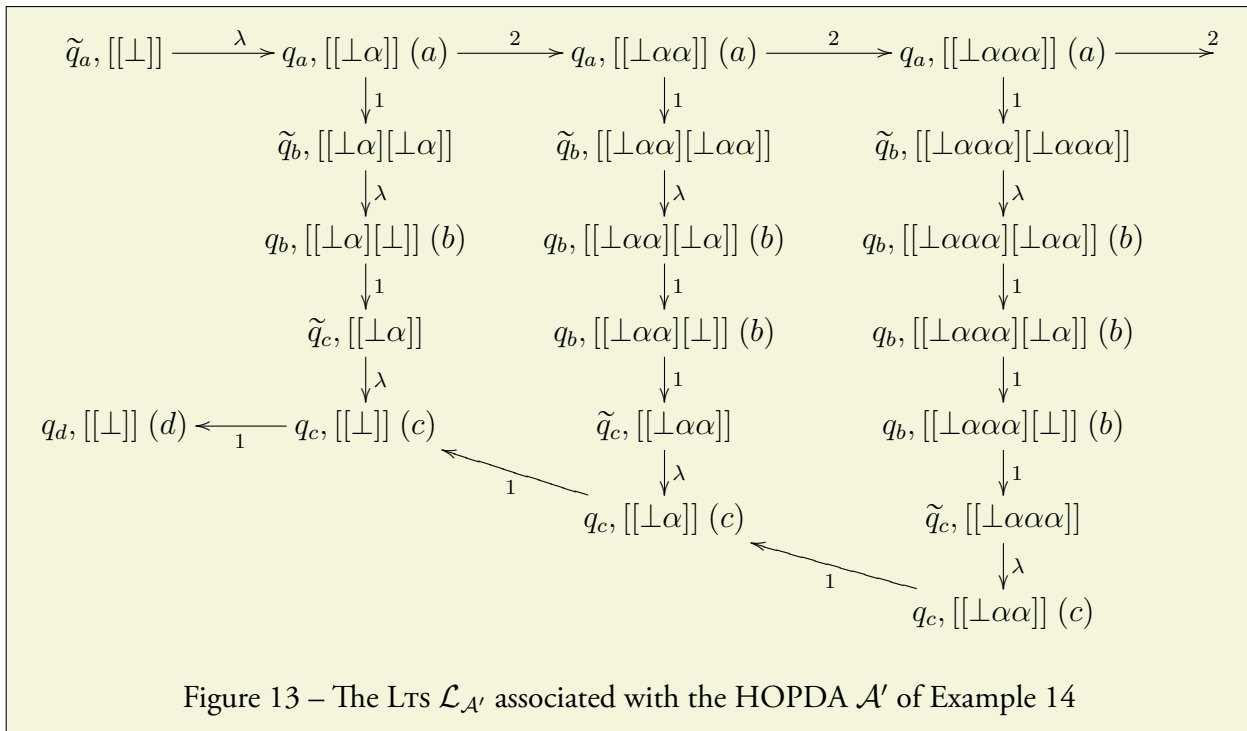 q̃_a, [[⊥]] λ q_a, [[⊥α]] (a) 2 q_a, [[⊥αα]] (a) 2 q_a, [[⊥ααα]] (a) 2
1 1 1
q̃_b, [[⊥α][⊥α]] q̃_b, [[⊥αα][⊥αα]] q̃_b, [[⊥ααα][⊥ααα]]
λ λ λ
q_b, [[⊥α][⊥]] (b) q_b, [[⊥αα][⊥α]] (b) q_b, [[⊥ααα][⊥αα]] (b)
1 1 1
q̃_c, [[⊥α]] q_b, [[⊥αα][⊥]] (b) q_b, [[⊥ααα][⊥α]] (b)
λ 1 1
q_d, [[⊥]] (d) 1 q_c, [[⊥]] (c) q̃_c, [[⊥αα]] q_b, [[⊥ααα][⊥]] (b)
1 λ 1
q_c, [[⊥α]] (c) q̃_c, [[⊥ααα]]
1 λ
q_c, [[⊥αα]] (c)
Figure 13 – The LTS 𝓛_𝒜′ associated with the HOPDA 𝒜′ of Example 14